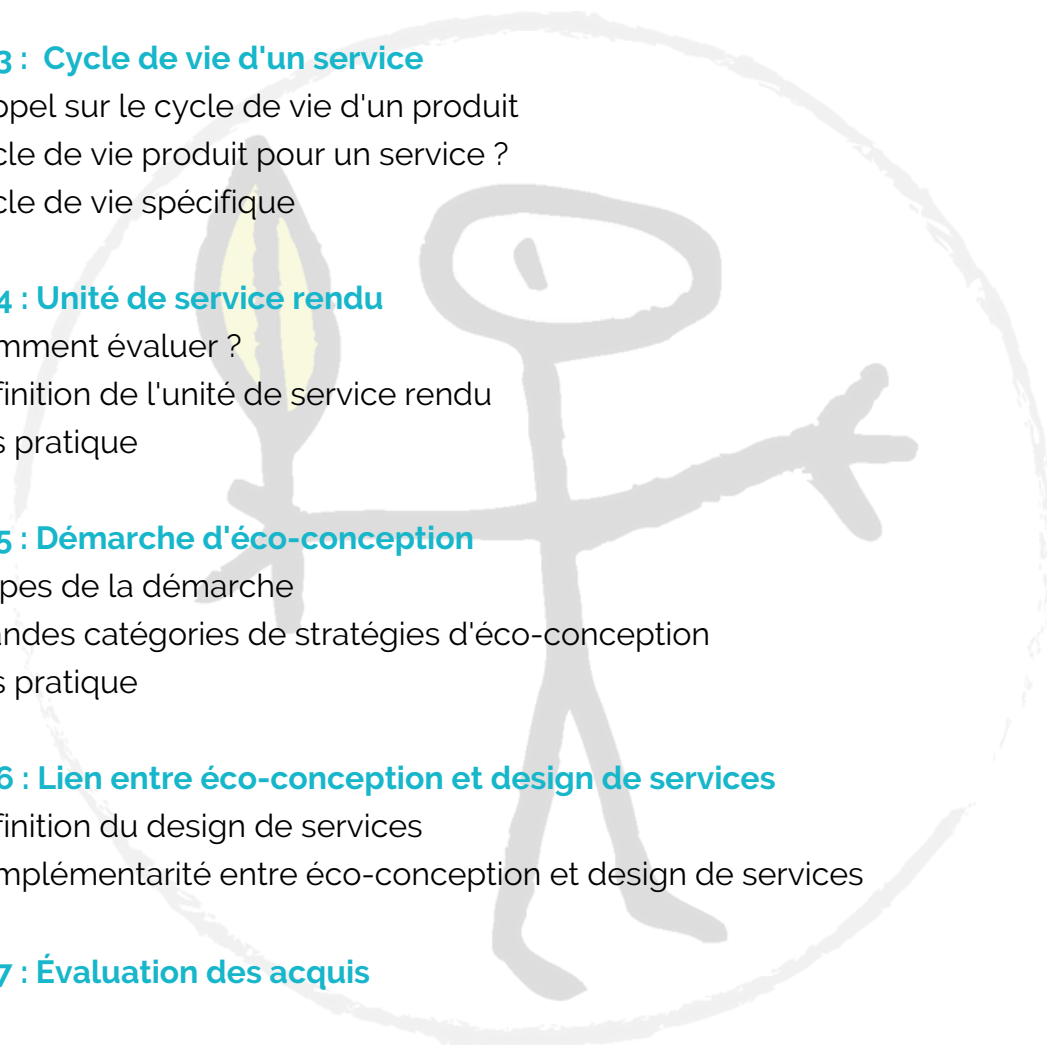 3 : Cycle de vie d'un service
ppel sur le cycle de vie d'un produit
cle de vie produit pour un service ?
cle de vie spécifique
4 : Unité de service rendu
mment évaluer ?
finition de l'unité de service rendu
s pratique
5 : Démarche d'éco-conception
pes de la démarche
andes catégories de stratégies d'éco-conception
s pratique
6 : Lien entre éco-conception et design de services
finition du design de services
mplémentarité entre éco-conception et design de services
7 : Évaluation des acquis